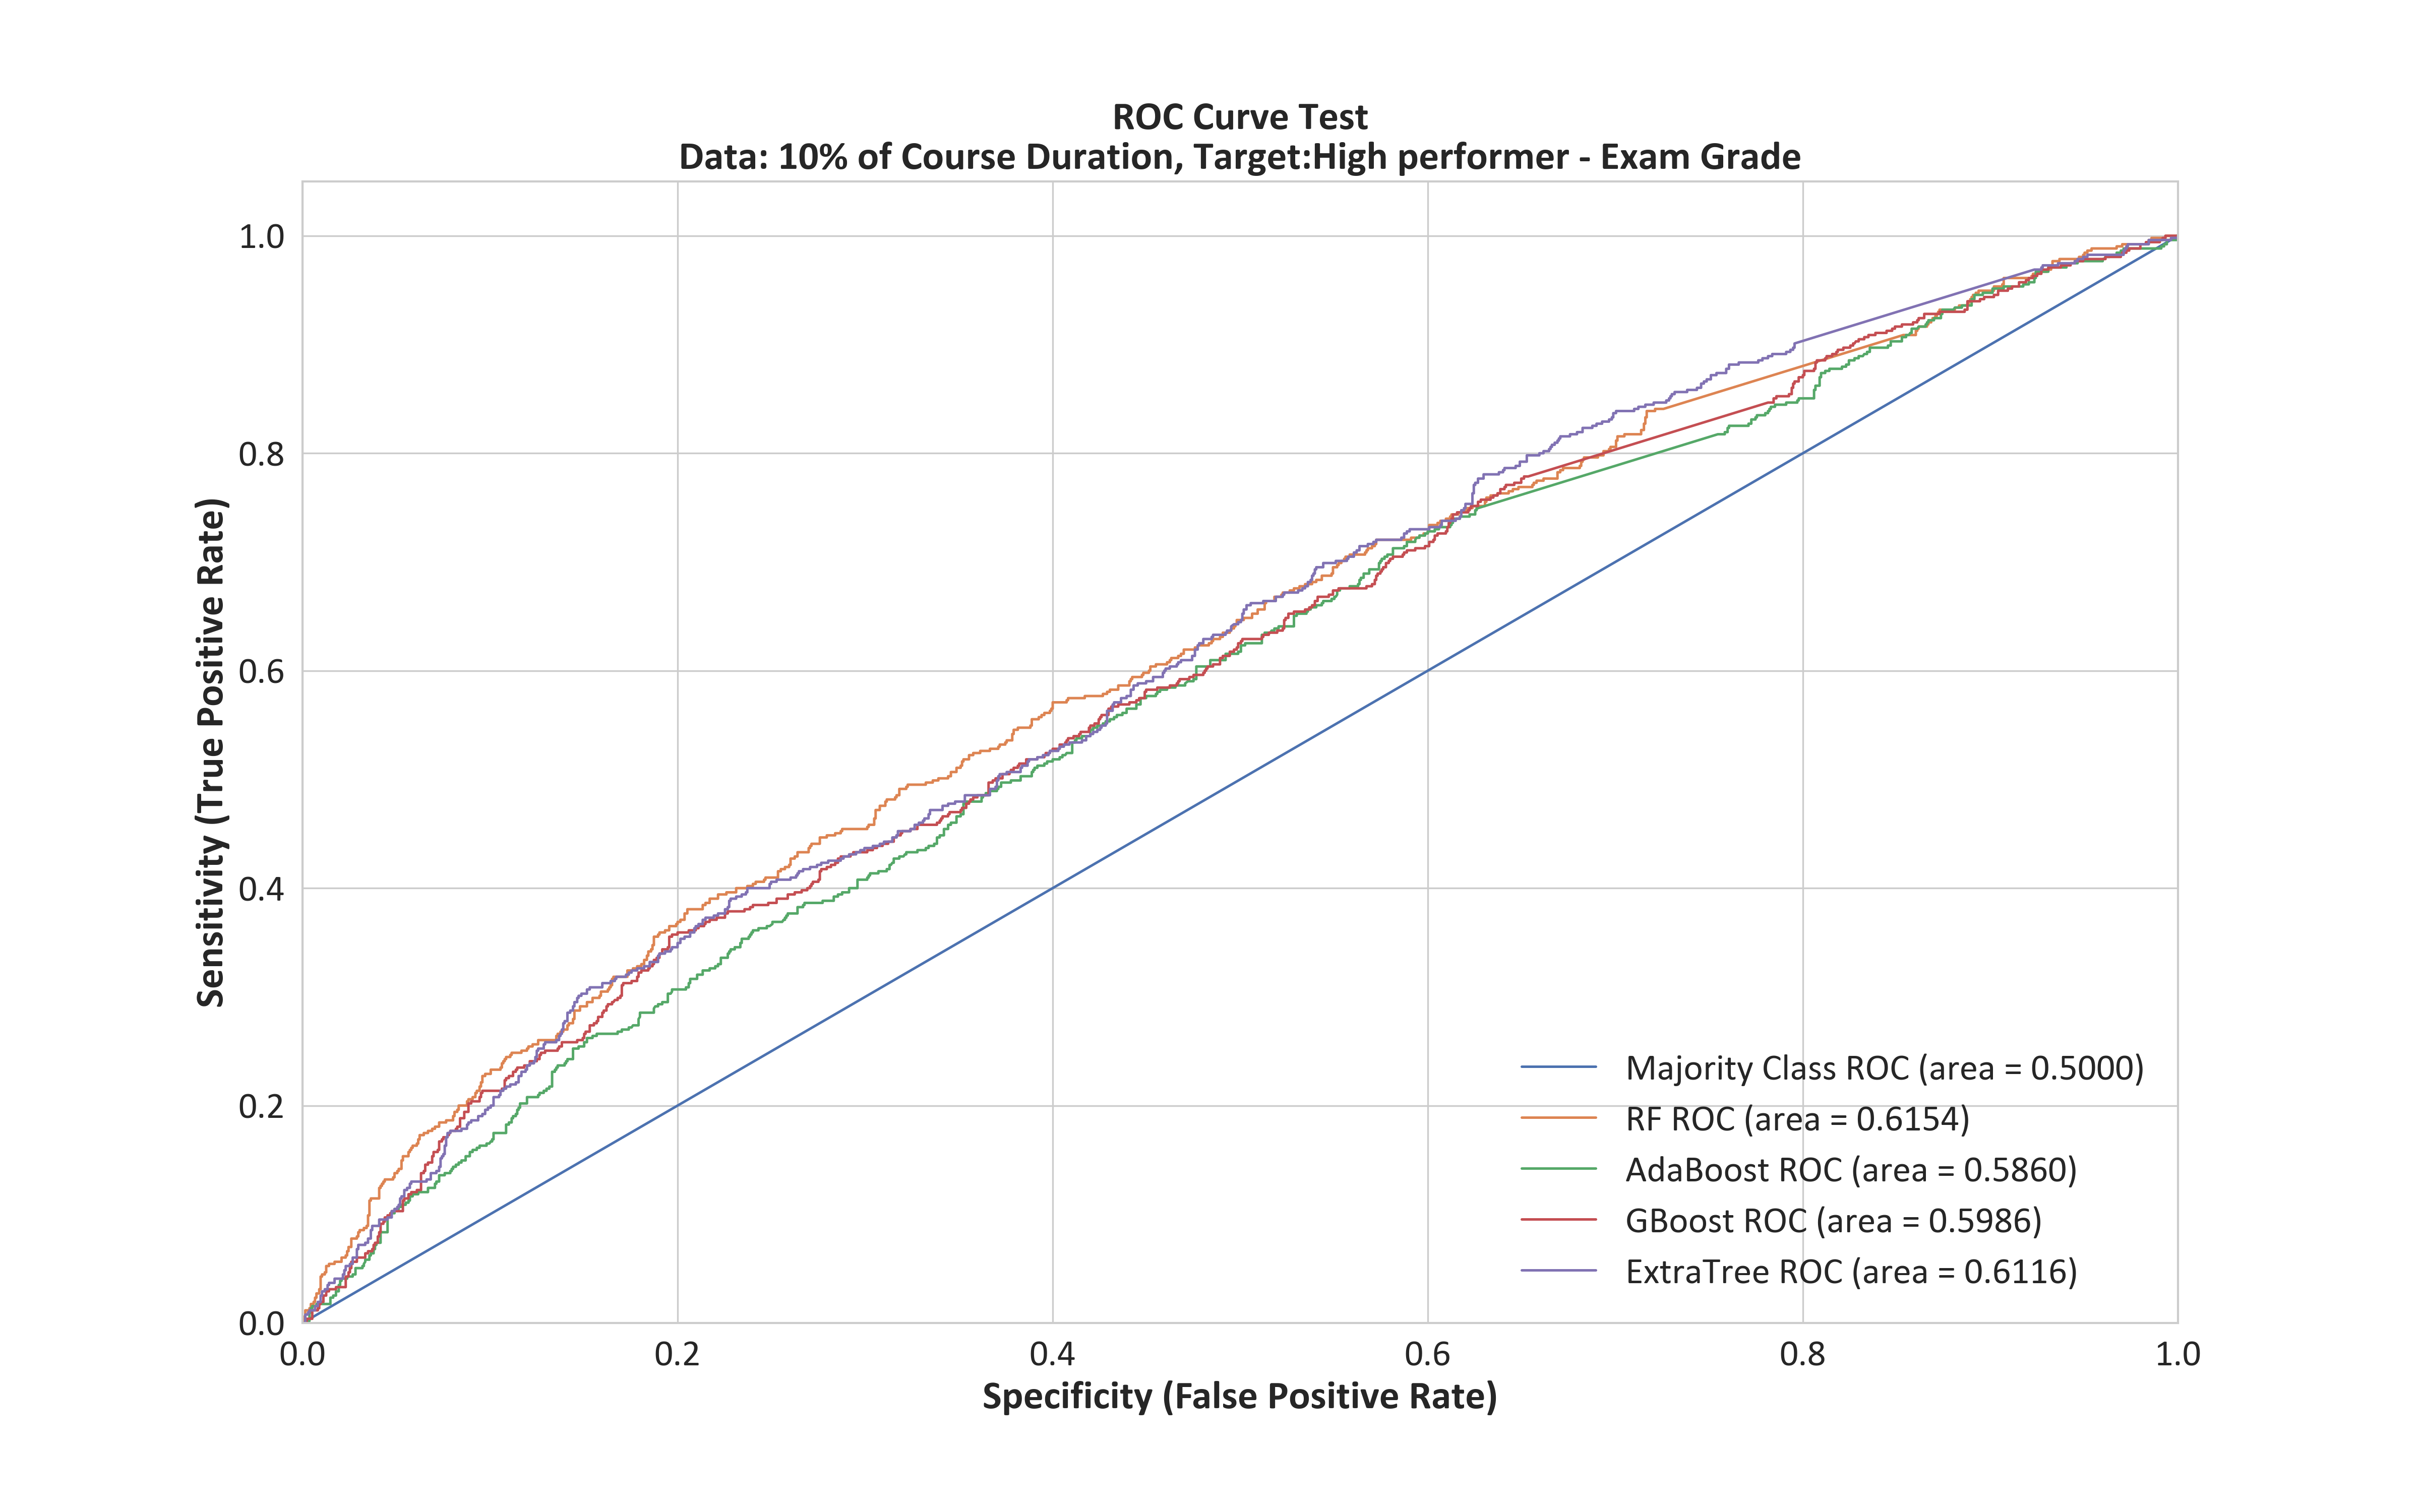 ROC Curve Test
Data: 10% of Course Duration, Target:High performer - Exam Grade
Sensitivity (True Positive Rate)
1.0
0.8
0.6
0.4
0.2
0.0
Majority Class ROC (area = 0.5000)
RF ROC (area = 0.6154)
AdaBoost ROC (area = 0.5860)
GBoost ROC (area = 0.5986)
ExtraTree ROC (area = 0.6116)
0.0 0.2 0.4 0.6 0.8 1.0
Specificity (False Positive Rate)